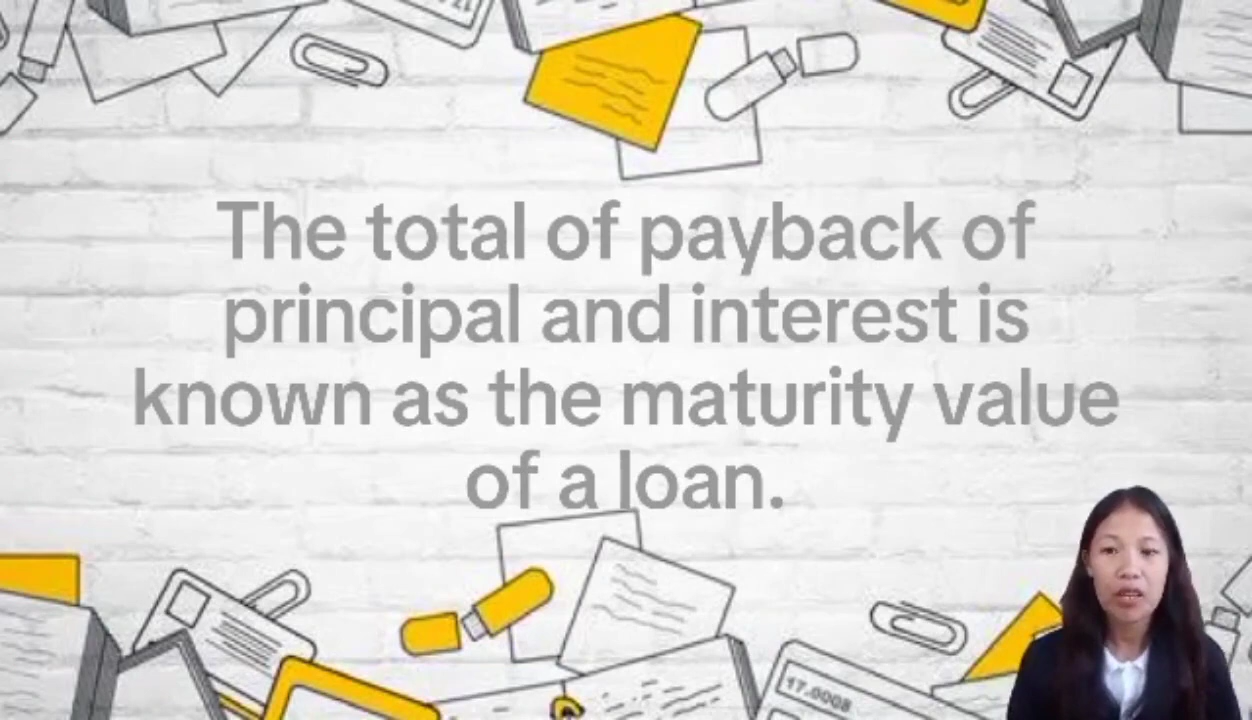 The total of payback of
principal and interest is
known as the maturity value
of a loan.
17.0008